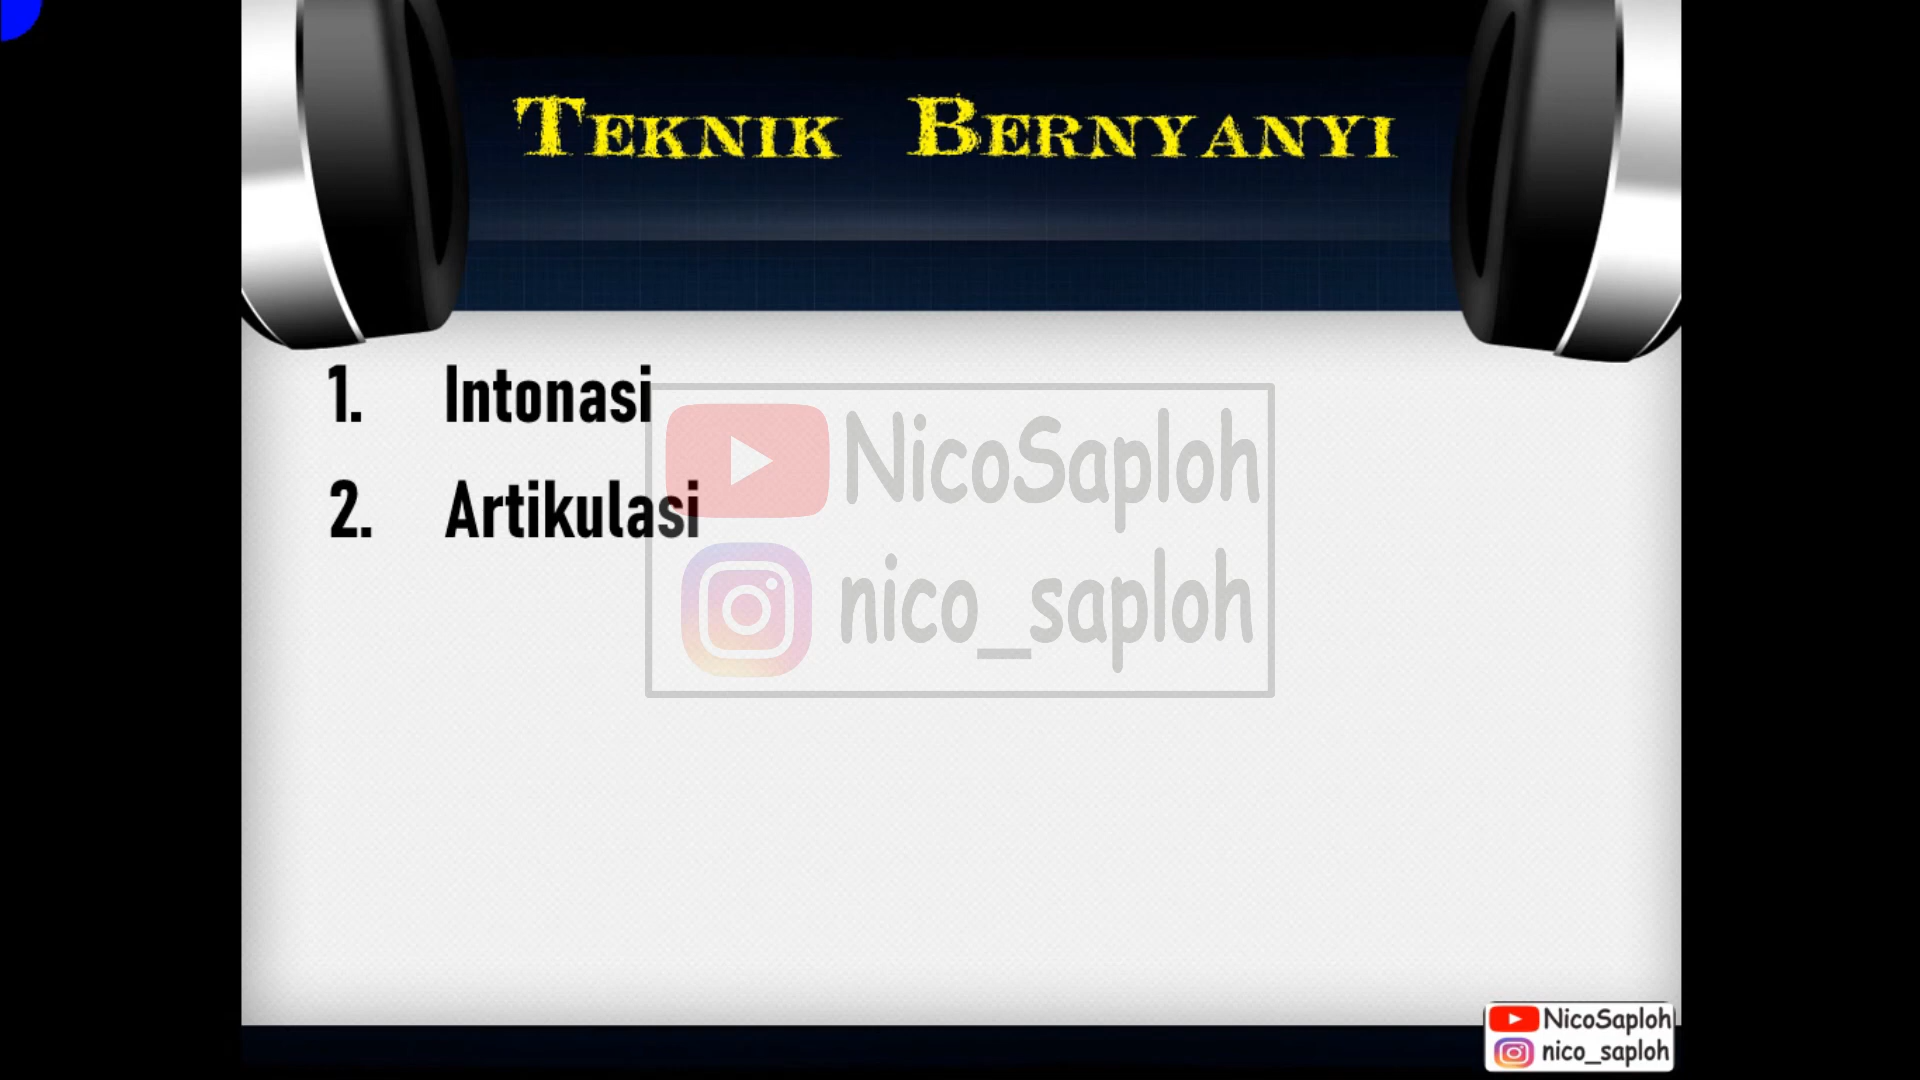 Teknik Bernyanyi
1. Intonasi
2. Artikulasi
NicoSaploh
nico_saploh
NicoSaploh
nico_saploh